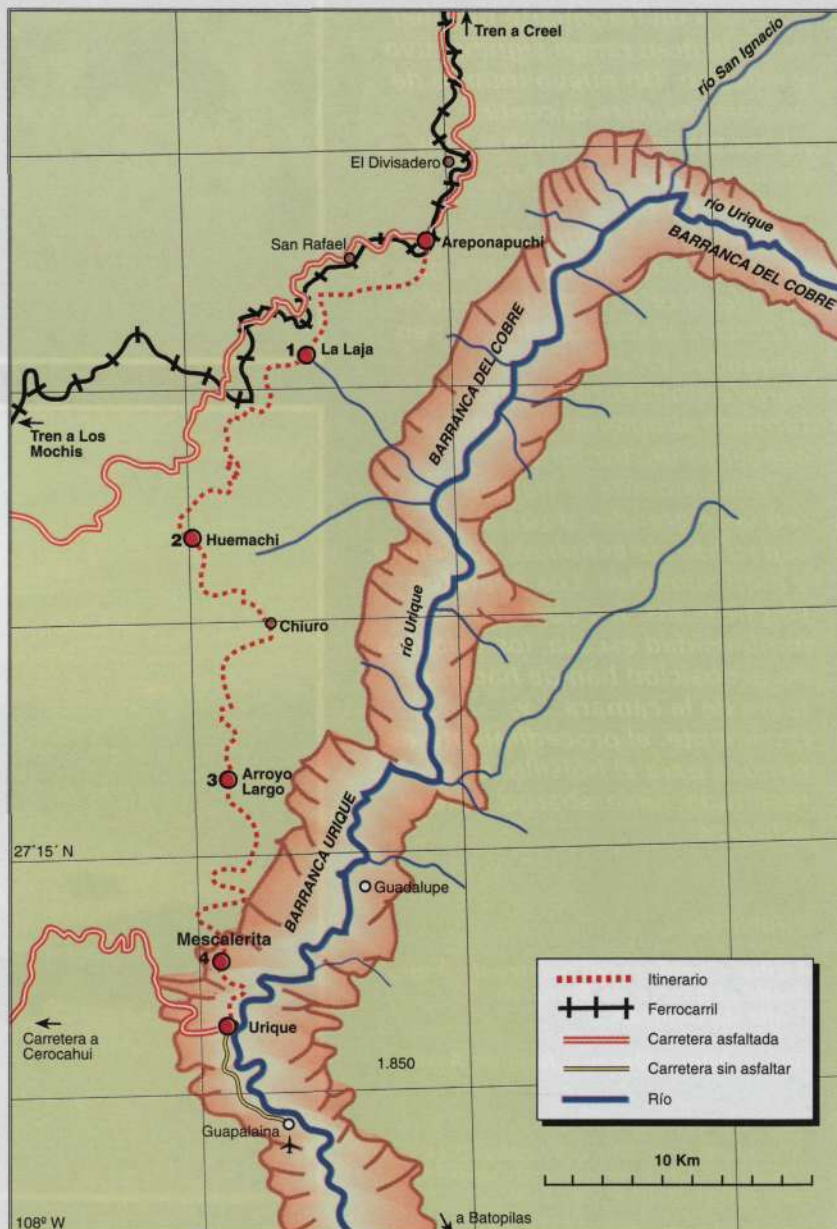 Tren a Creel
río San Ignacio
El Divisadero
río Urique
BARRANCA DEL COBRE
San Rafael
Areponapuchi
1
La Laja
BARRANCA DEL COBRE
Tren a Los
Mochis
2
Huemachi
Chiuro
río Urique
3
Arroyo
Largo
BARRANCA URIQUE
27´15´ N
Guadalupe
Mescalerita
4
Urique
Carretera a
Cerocahui
1.850
Guapalaina
Itinerario
Ferrocarril
Carretera asfaltada
Carretera sin asfaltar
Río
10 Km
108º W
a Batopilas